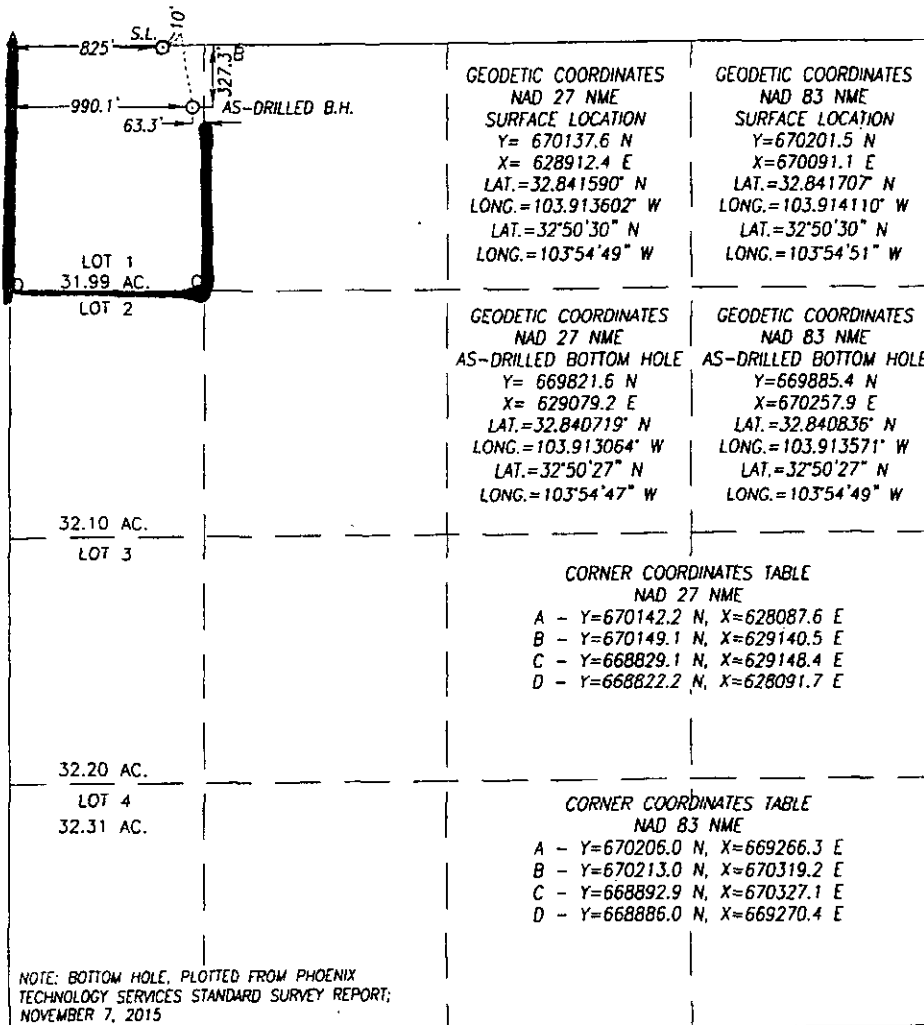 825'
S.L.
10'
327.3'
B
990.1'
AS-DRILLED B.H.
63.3'
LOT 1
31.99 AC.
LOT 2
32.10 AC.
LOT 3
32.20 AC.
LOT 4
32.31 AC.
GEODETIC COORDINATES
NAD 27 NME
SURFACE LOCATION
Y= 670137.6 N
X= 628912.4 E
LAT.=32.841590° N
LONG.=103.913602° W
LAT.=32°50'30" N
LONG.=103°54'49" W
GEODETIC COORDINATES
NAD 83 NME
SURFACE LOCATION
Y=670201.5 N
X=670091.1 E
LAT.=32.841707° N
LONG.=103.914110° W
LAT.=32°50'30" N
LONG.=103°54'51" W
GEODETIC COORDINATES
NAD 27 NME
AS-DRILLED BOTTOM HOLE
Y= 669821.6 N
X= 629079.2 E
LAT.=32.840719° N
LONG.=103.913064° W
LAT.=32°50'27" N
LONG.=103°54'47" W
GEODETIC COORDINATES
NAD 83 NME
AS-DRILLED BOTTOM HOLE
Y=669885.4 N
X=670257.9 E
LAT.=32.840836° N
LONG.=103.913571° W
LAT.=32°50'27" N
LONG.=103°54'49" W
CORNER COORDINATES TABLE
NAD 27 NME
A - Y=670142.2 N, X=628087.6 E
B - Y=670149.1 N, X=629140.5 E
C - Y=668829.1 N, X=629148.4 E
D - Y=668822.2 N, X=628091.7 E
CORNER COORDINATES TABLE
NAD 83 NME
A - Y=670206.0 N, X=669266.3 E
B - Y=670213.0 N, X=670319.2 E
C - Y=668892.9 N, X=670327.1 E
D - Y=668886.0 N, X=669270.4 E
NOTE: BOTTOM HOLE, PLOTTED FROM PHOENIX
TECHNOLOGY SERVICES STANDARD SURVEY REPORT;
NOVEMBER 7, 2015